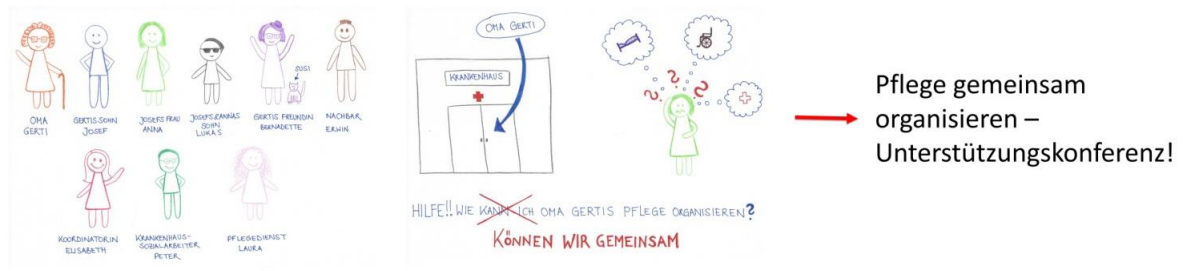 OMA
GERTI
GERTIS SOHN
JOSEF
JOSEFS FRAU
ANNA
JOSEFS & ANNAS
SOHN
LUKAS
SUSI
GERTIS FREUNDIN
BERNADETTE
NACHBAR
ERWIN
KOORDINATORIN
ELISABETH
KRANKENHAUS-
SOZIALARBEITER
PETER
PFLEGEDIENST
LAURA
OMA GERTI
KRANKENHAUS
? ? ? ?
HILFE!! WIE KANN ICH OMA GERTIS PFLEGE ORGANISIEREN?
KÖNNEN WIR GEMEINSAM
Pflege gemeinsam
organisieren –
Unterstützungskonferenz!